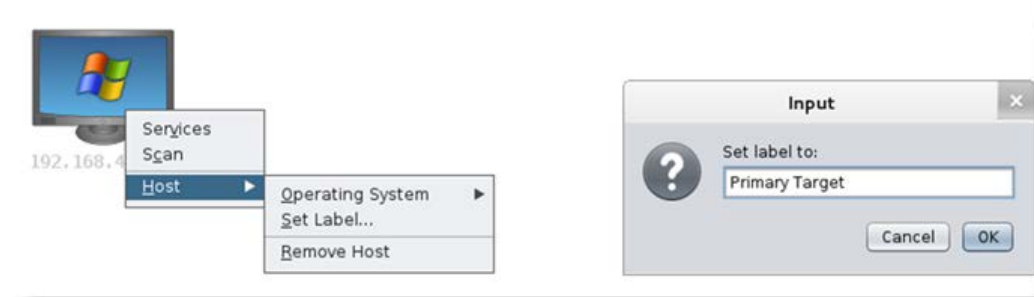 Services
Scan
192.168.4
Host
Operating System
Set Label...
Remove Host
Input
Set label to:
Primary Target
Cancel OK